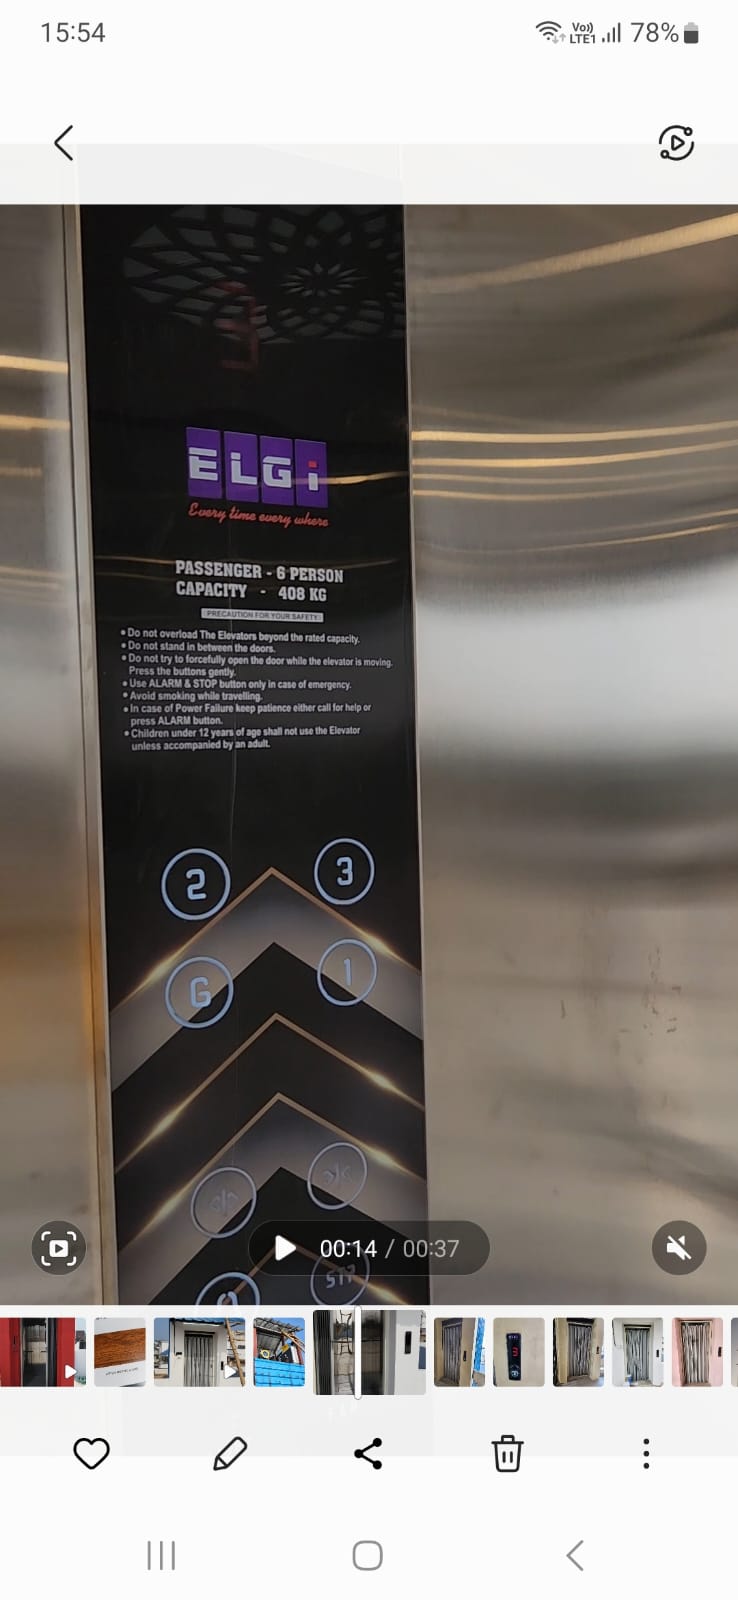 15:54
Vo))
LTE1
78%
3
ELGi
Every time every where
PASSENGER - 6 PERSON
CAPACITY - 408 KG
PRECAUTION FOR YOUR SAFETY
• Do not overload The Elevators beyond the rated capacity.
• Do not stand in between the doors.
• Do not try to forcefully open the door while the elevator is moving.
Press the buttons gently.
• Use ALARM & STOP button only in case of emergency.
• Avoid smoking while travelling.
• In case of Power Failure keep patience either call for help or
press ALARM button.
• Children under 12 years of age shall not use the Elevator
unless accompanied by an adult.
2 3
G 1
00:14 / 00:37